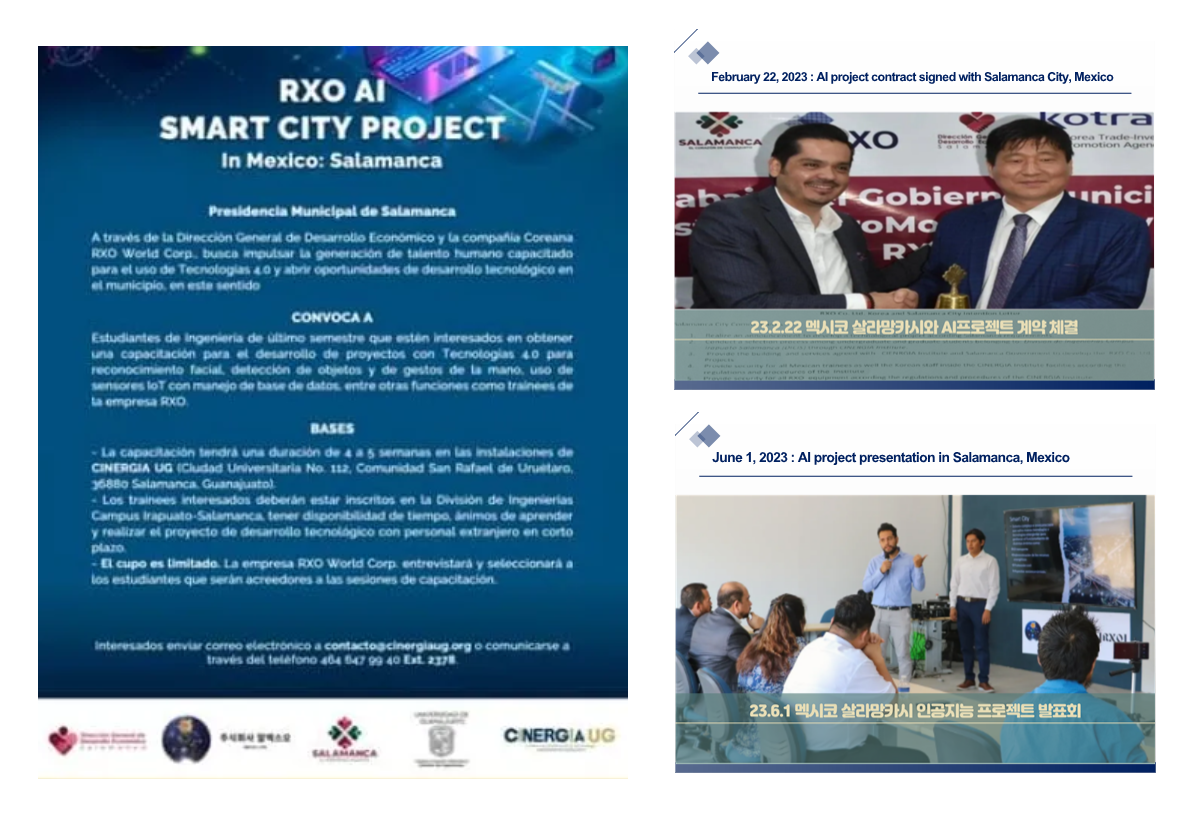 RXO AI
SMART CITY PROJECT
In Mexico: Salamanca
Presidencia Municipal de Salamanca
A través de la Dirección General de Desarrollo Económico y la compañía Coreana
RXO World Corp., busca impulsar la generación de talento humano capacitado
para el uso de Tecnologías 4.0 y abrir oportunidades de desarrollo tecnológico en
el municipio, en este sentido
CONVOCA A
Estudiantes de Ingeniería de último semestre que estén interesados en obtener
una capacitación para el desarrollo de proyectos con Tecnologías 4.0 para
reconocimiento facial, detección de objetos y de gestos de la mano, uso de
sensores IoT con manejo de base de datos, entre otras funciones como trainees de
la empresa RXO.
BASES
- La capacitación tendrá una duración de 4 a 5 semanas en las instalaciones de
CINERGIA UG (Ciudad Universitaria No. 112, Comunidad San Rafael de Uruétaro,
36880 Salamanca, Guanajuato).
- Los trainees interesados deberán estar inscritos en la División de Ingenierías
Campus Irapuato-Salamanca, tener disponibilidad de tiempo, ánimos de aprender
y realizar el proyecto de desarrollo tecnológico con personal extranjero en corto
plazo.
- El cupo es limitado. La empresa RXO World Corp. entrevistará y seleccionará a
los estudiantes que serán acreedores a las sesiones de capacitación.
Interesados enviar correo electrónico a contacto@cinergiaug.org o comunicarse a
través del teléfono 464 647 99 40 Ext. 2378.
Dirección General de
Desarrollo Económico
Salamanca
주식회사 알엑스오
SALAMANCA
UNIVERSIDAD DE
GUANAJUATO
CINERGIA UG
February 22, 2023 : AI project contract signed with Salamanca City, Mexico
SALAMANCA
RXO
Dirección Ge
Desarrollo
Salam
kotra
orea Trade-Inve
romotion Agen
Gobiern
unici
RX
23.2.22 멕시코 살라망카시와 AI프로젝트 계약 체결
June 1, 2023 : AI project presentation in Salamanca, Mexico
Smart City
23.6.1 멕시코 살라망카시 인공지능 프로젝트 발표회